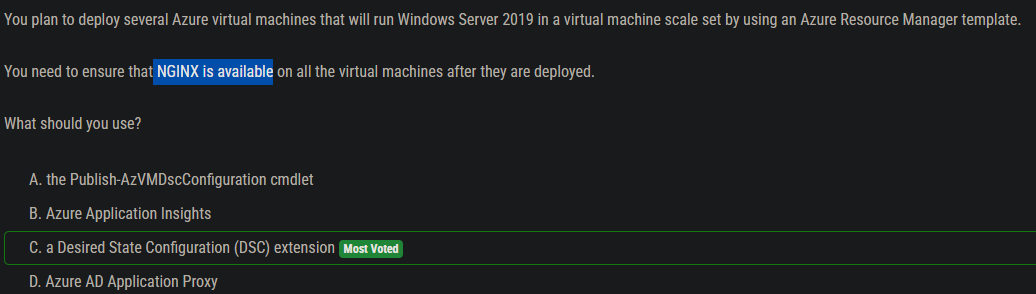 You plan to deploy several Azure virtual machines that will run Windows Server 2019 in a virtual machine scale set by using an Azure Resource Manager template.
You need to ensure that NGINX is available on all the virtual machines after they are deployed.
What should you use?
A. the Publish-AzVMDscConfiguration cmdlet
B. Azure Application Insights
C. a Desired State Configuration (DSC) extension Most Voted
D. Azure AD Application Proxy